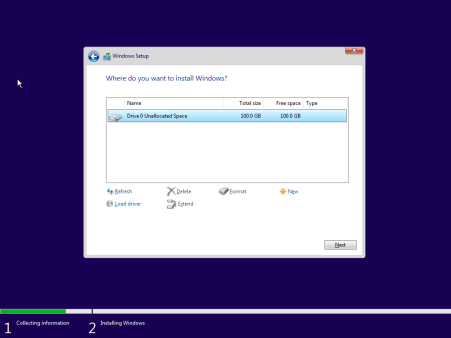 Windows Setup
Where do you want to install Windows?
Name Total size Free space Type
Drive 0 Unallocated Space 100.0 GB 100.0 GB
Refresh Delete Format New
Load driver Extend
Next
1 Collecting information 2 Installing Windows